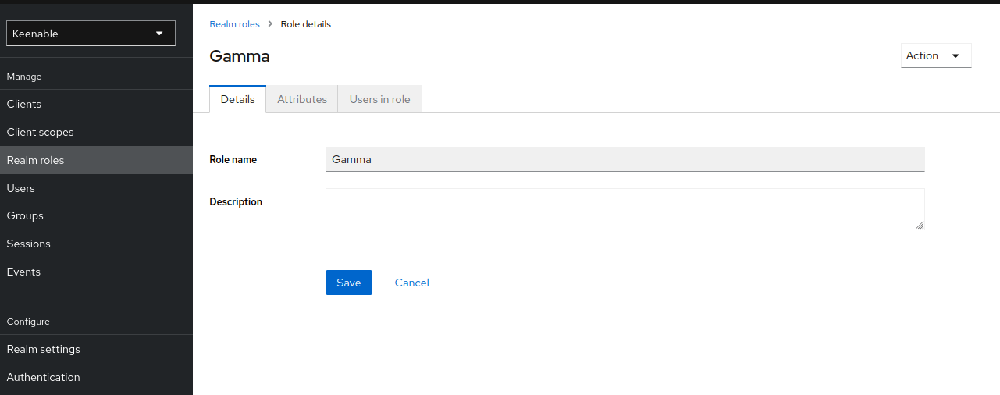 Keenable
Manage
Clients
Client scopes
Realm roles
Users
Groups
Sessions
Events
Configure
Realm settings
Authentication
Realm roles > Role details
Gamma
Action
Details Attributes Users in role
Role name Gamma
Description
Save Cancel